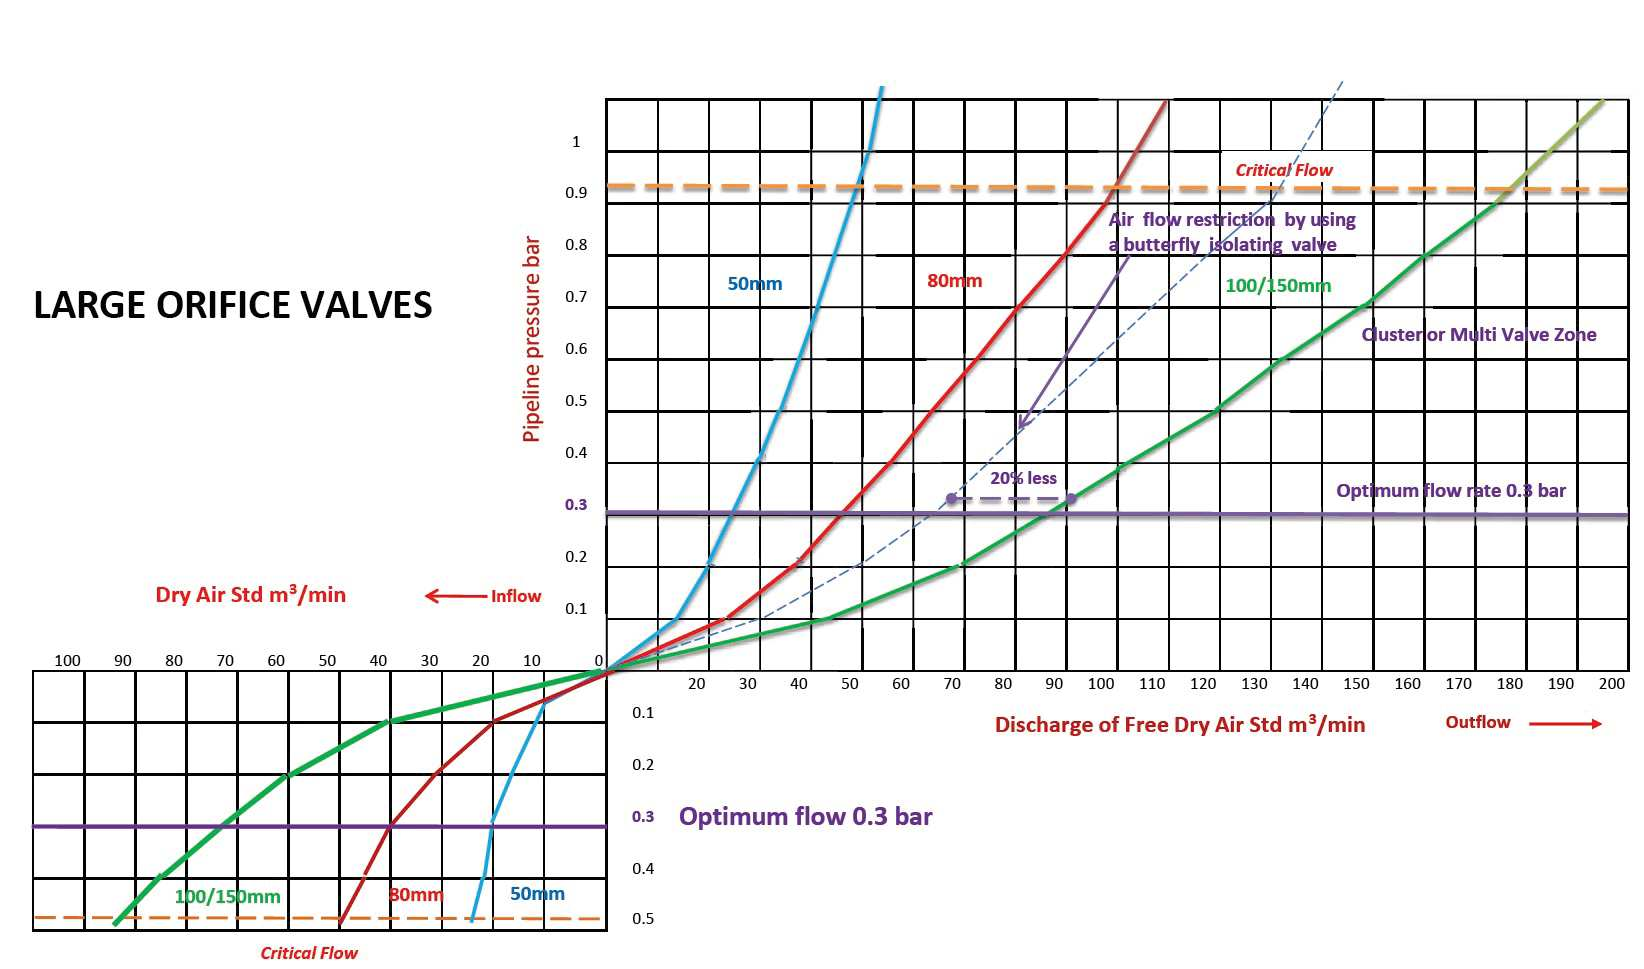 1
Critical Flow
0.9
Air flow restriction by using
a butterfly isolating valve
0.8
50mm
80mm
100/150mm
LARGE ORIFICE VALVES
Pipeline pressure bar
0.7
Cluster or Multi Valve Zone
0.6
0.5
0.4
20% less
Optimum flow rate 0.3 bar
0.3
0.2
Dry Air Std m³/min
Inflow
0.1
100 90 80 70 60 50 40 30 20 10 0
20 30 40 50 60 70 80 90 100 110 120 130 140 150 160 170 180 190 200
0.1
Discharge of Free Dry Air Std m³/min
Outflow
0.2
0.3
Optimum flow 0.3 bar
0.4
100/150mm
80mm
50mm
0.5
Critical Flow